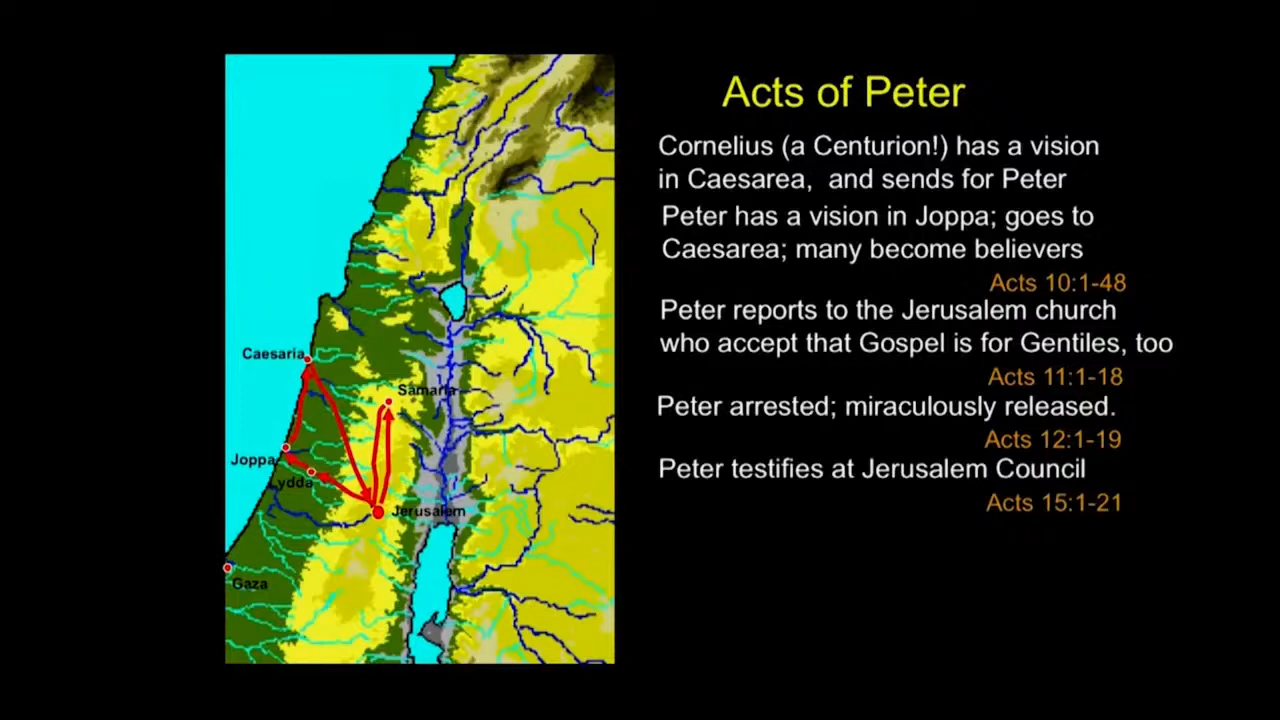 Acts of Peter
Cornelius (a Centurion!) has a vision
in Caesarea, and sends for Peter
Peter has a vision in Joppa; goes to
Caesarea; many become believers
Acts 10:1-48
Peter reports to the Jerusalem church
who accept that Gospel is for Gentiles, too
Acts 11:1-18
Peter arrested; miraculously released.
Acts 12:1-19
Peter testifies at Jerusalem Council
Acts 15:1-21
Caesaria
Samaria
Joppa
Lydda
Jerusalem
Gaza